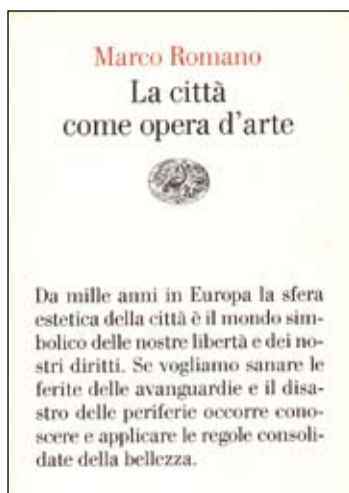 Marco Romano
La città
come opera d'arte
Da mille anni in Europa la sfera
estetica della città è il mondo sim-
bolico delle nostre libertà e dei no-
stri diritti. Se vogliamo sanare le
ferite delle avanguardie e il disa-
stro delle periferie occorre cono-
scere e applicare le regole consoli-
date della bellezza.